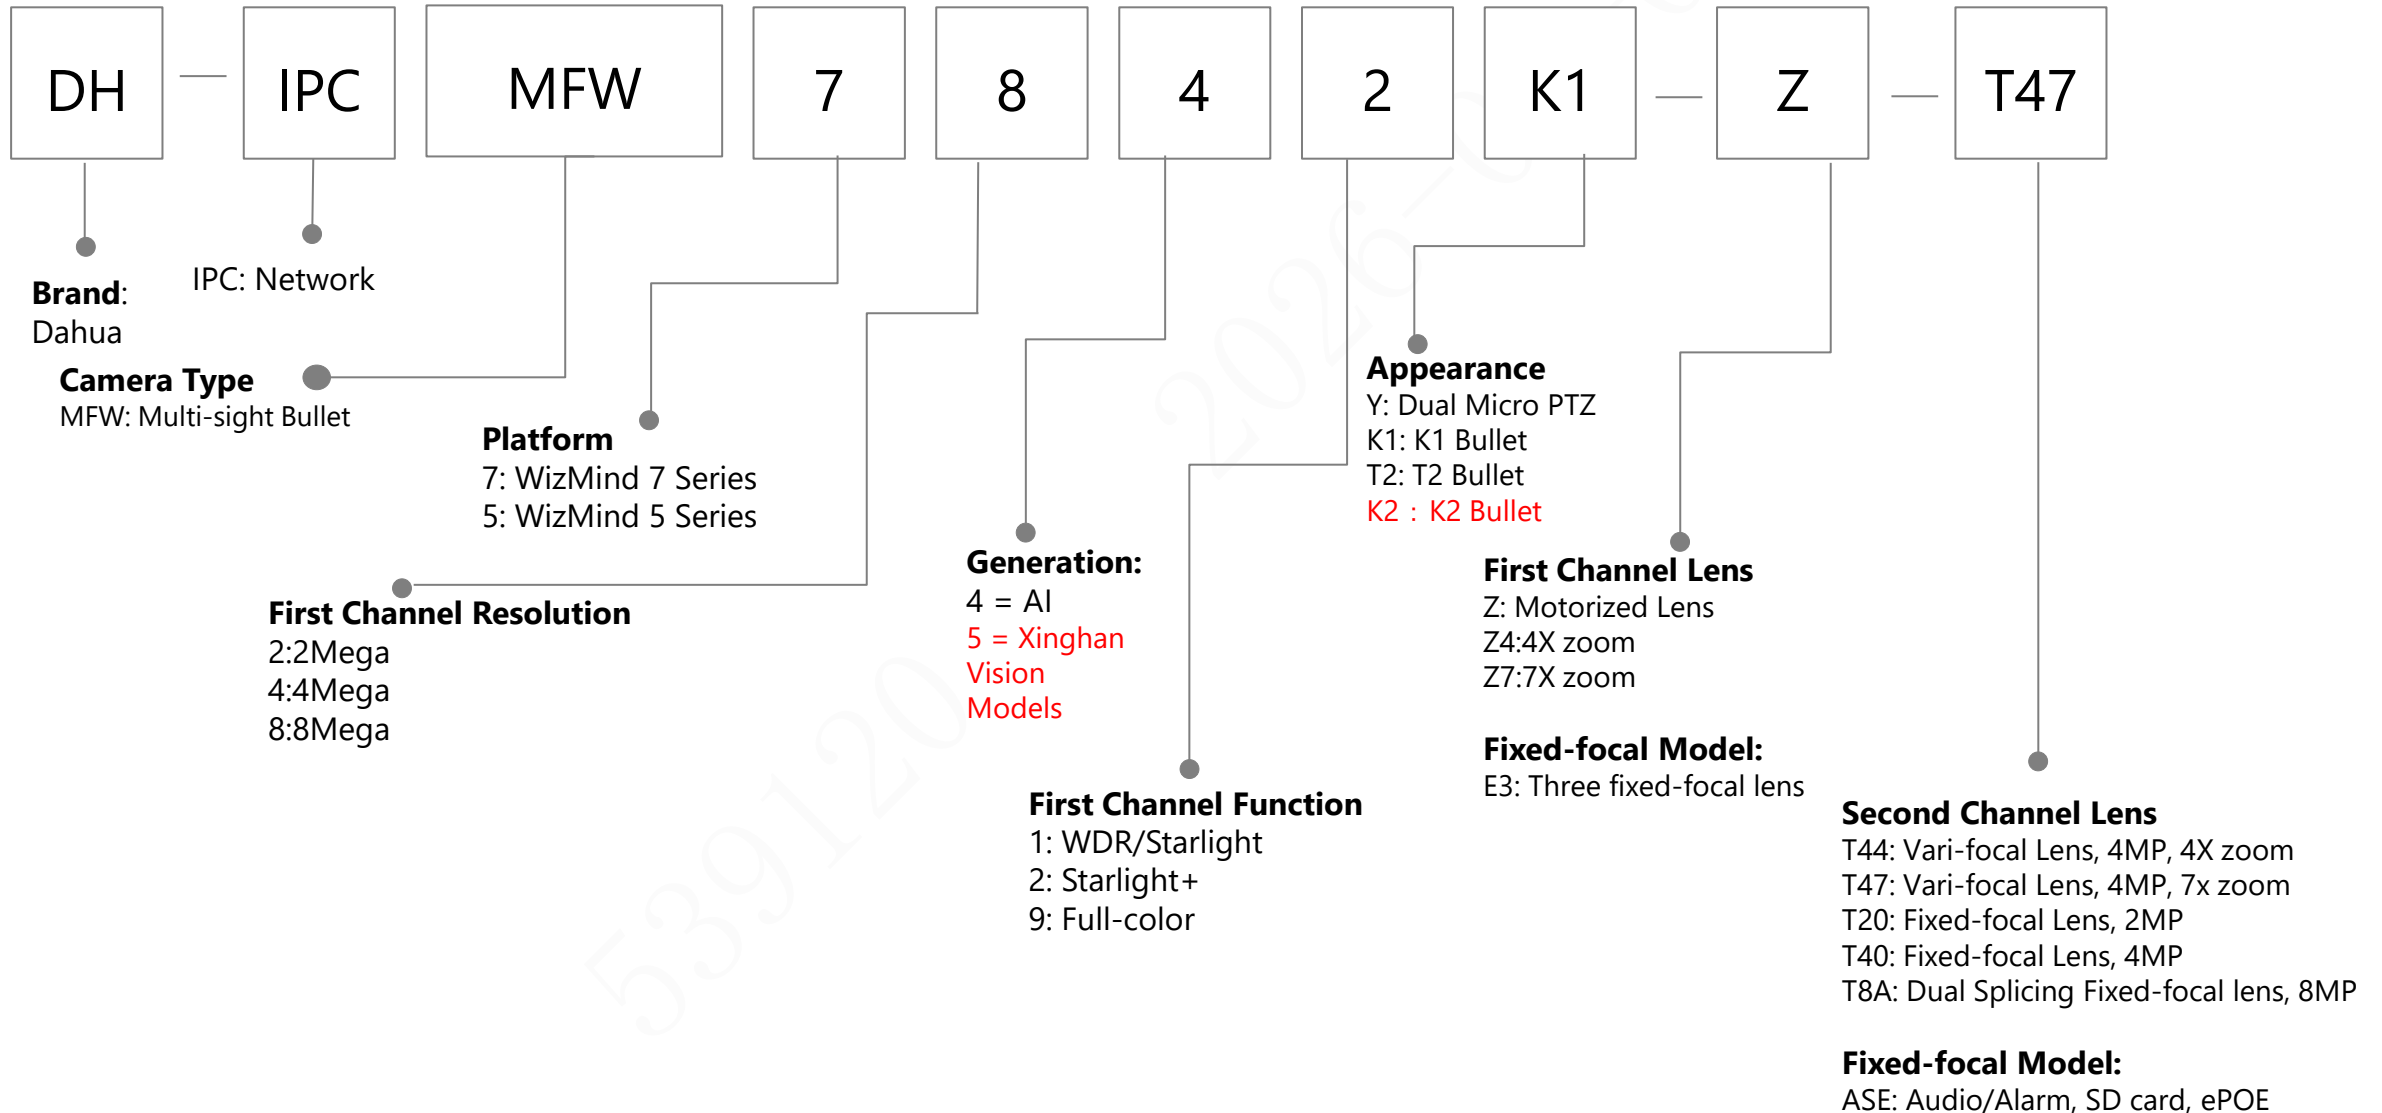 DH — IPC MFW 7 8 4 2 K1 — Z — T47
Brand:
Dahua
IPC: Network
Camera Type
MFW: Multi-sight Bullet
Platform
7: WizMind 7 Series
5: WizMind 5 Series
First Channel Resolution
2:2Mega
4:4Mega
8:8Mega
Generation:
4 = AI
5 = Xinghan
Vision
Models
First Channel Function
1: WDR/Starlight
2: Starlight+
9: Full-color
Appearance
Y: Dual Micro PTZ
K1: K1 Bullet
T2: T2 Bullet
K2：K2 Bullet
First Channel Lens
Z: Motorized Lens
Z4:4X zoom
Z7:7X zoom
Fixed-focal Model:
E3: Three fixed-focal lens
Second Channel Lens
T44: Vari-focal Lens, 4MP, 4X zoom
T47: Vari-focal Lens, 4MP, 7x zoom
T20: Fixed-focal Lens, 2MP
T40: Fixed-focal Lens, 4MP
T8A: Dual Splicing Fixed-focal lens, 8MP
Fixed-focal Model:
ASE: Audio/Alarm, SD card, ePOE
539120